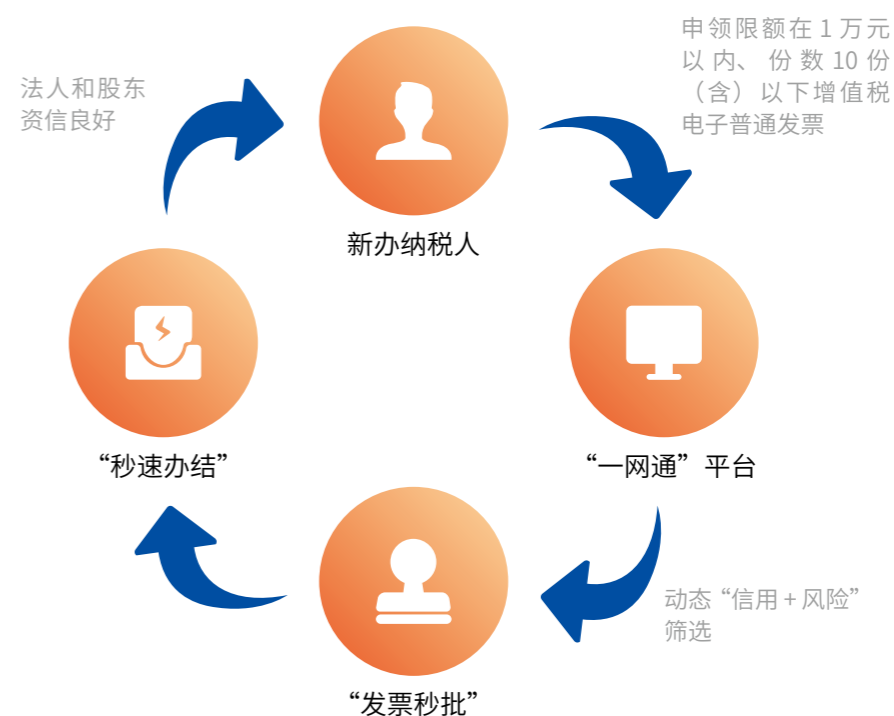 申领限额在 1 万元
以内、份数 10 份
（含）以下增值税
电子普通发票
法人和股东
资信良好
新办纳税人
“秒速办结”
“一网通”平台
动态“信用 + 风险”
筛选
“发票秒批”